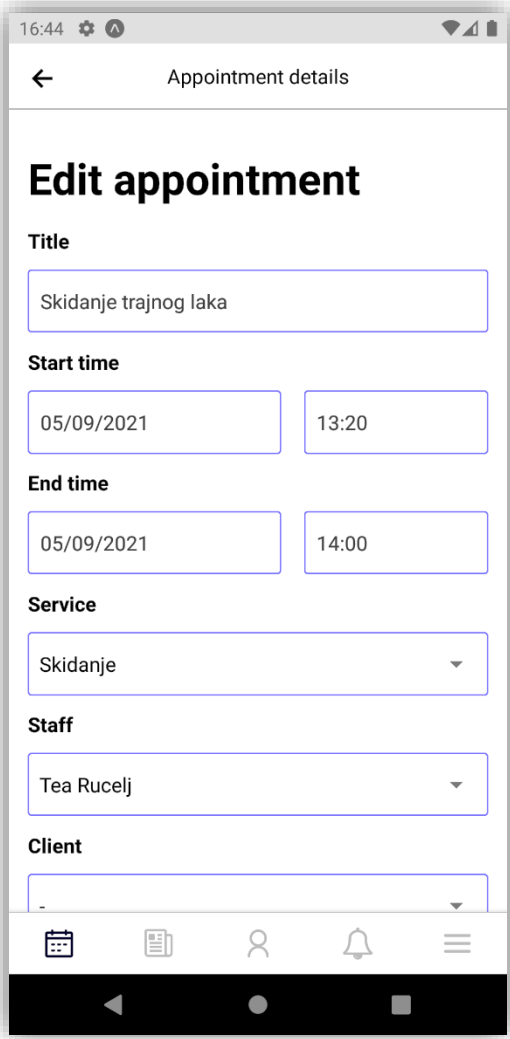 16:44
Appointment details
Edit appointment
Title
Skidanje trajnog laka
Start time
05/09/2021 13:20
End time
05/09/2021 14:00
Service
Skidanje
Staff
Tea Rucelj
Client
-